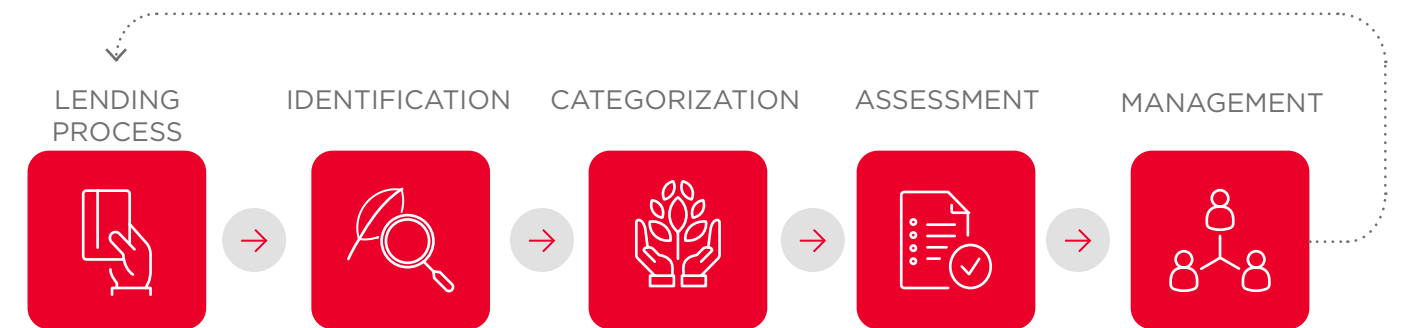 LENDING
PROCESS
IDENTIFICATION
CATEGORIZATION
ASSESSMENT
MANAGEMENT